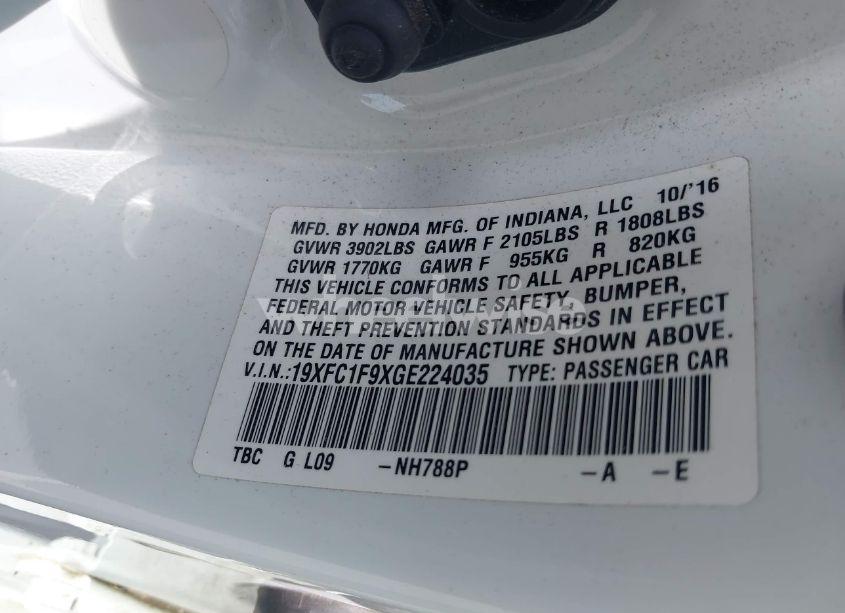 MFD. BY HONDA MFG. OF INDIANA, LLC 10/'16
GVWR 3902LBS GAWR F 2105LBS R 1808LBS
GVWR 1770KG GAWR F 955KG R 820KG
THIS VEHICLE CONFORMS TO ALL APPLICABLE
FEDERAL MOTOR VEHICLE SAFETY, BUMPER,
AND THEFT PREVENTION STANDARDS IN EFFECT
ON THE DATE OF MANUFACTURE SHOWN ABOVE.
V.I.N.:19XFC1F9XGE224035 TYPE: PASSENGER CAR
TBC G L09 -NH788P -A -E